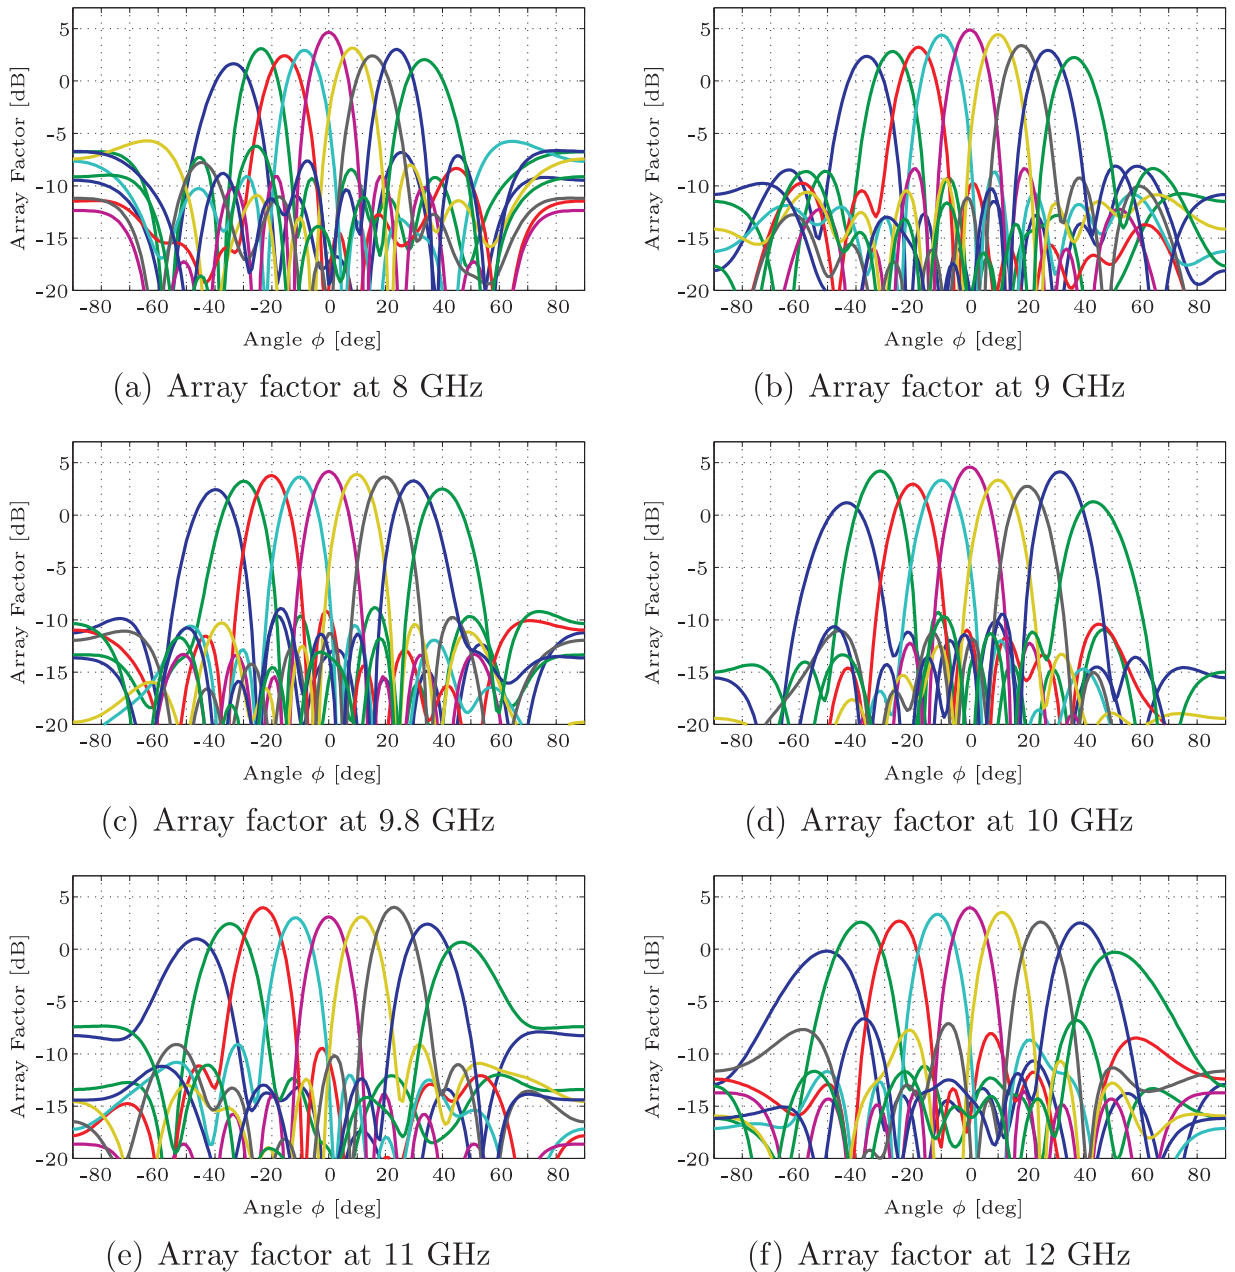 5
0
-5
-10
-15
-20
Array Factor [dB]
-80 -60 -40 -20 0 20 40 60 80
Angle ϕ [deg]
(a) Array factor at 8 GHz
5
0
-5
-10
-15
-20
Array Factor [dB]
-80 -60 -40 -20 0 20 40 60 80
Angle ϕ [deg]
(b) Array factor at 9 GHz
5
0
-5
-10
-15
-20
Array Factor [dB]
-80 -60 -40 -20 0 20 40 60 80
Angle ϕ [deg]
(c) Array factor at 9.8 GHz
5
0
-5
-10
-15
-20
Array Factor [dB]
-80 -60 -40 -20 0 20 40 60 80
Angle ϕ [deg]
(d) Array factor at 10 GHz
5
0
-5
-10
-15
-20
Array Factor [dB]
-80 -60 -40 -20 0 20 40 60 80
Angle ϕ [deg]
(e) Array factor at 11 GHz
5
0
-5
-10
-15
-20
Array Factor [dB]
-80 -60 -40 -20 0 20 40 60 80
Angle ϕ [deg]
(f) Array factor at 12 GHz